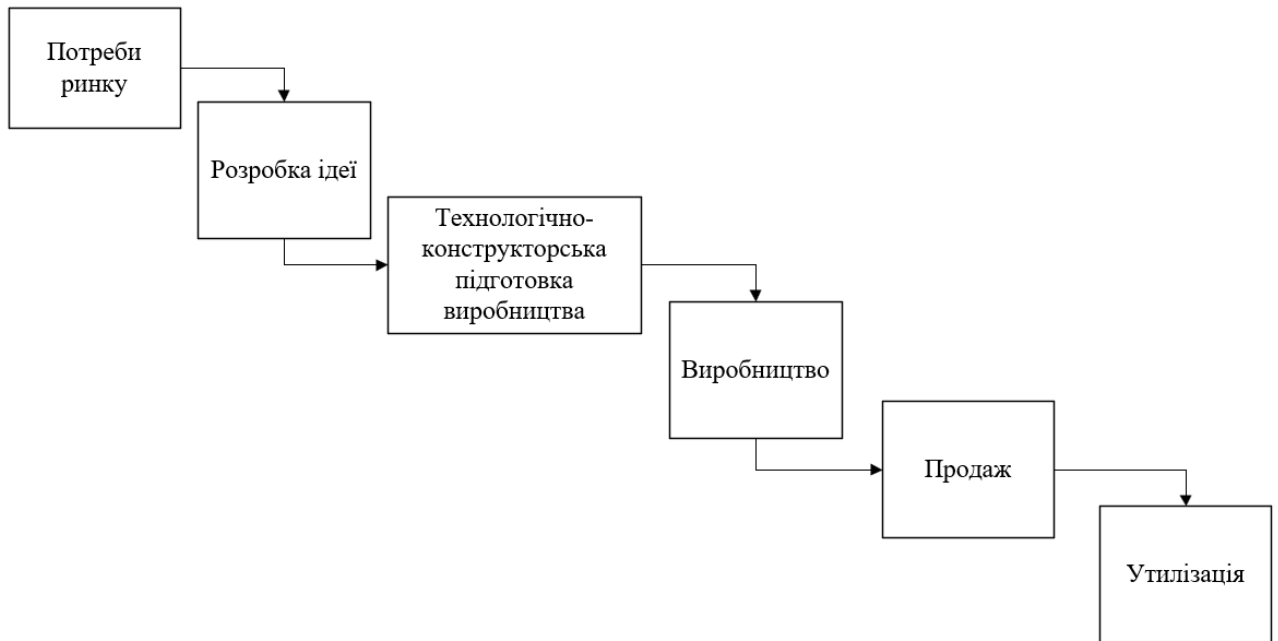 Потреби
ринку
Розробка ідеї
Технологічно-
конструкторська
підготовка
виробництва
Виробництво
Продаж
Утилізація